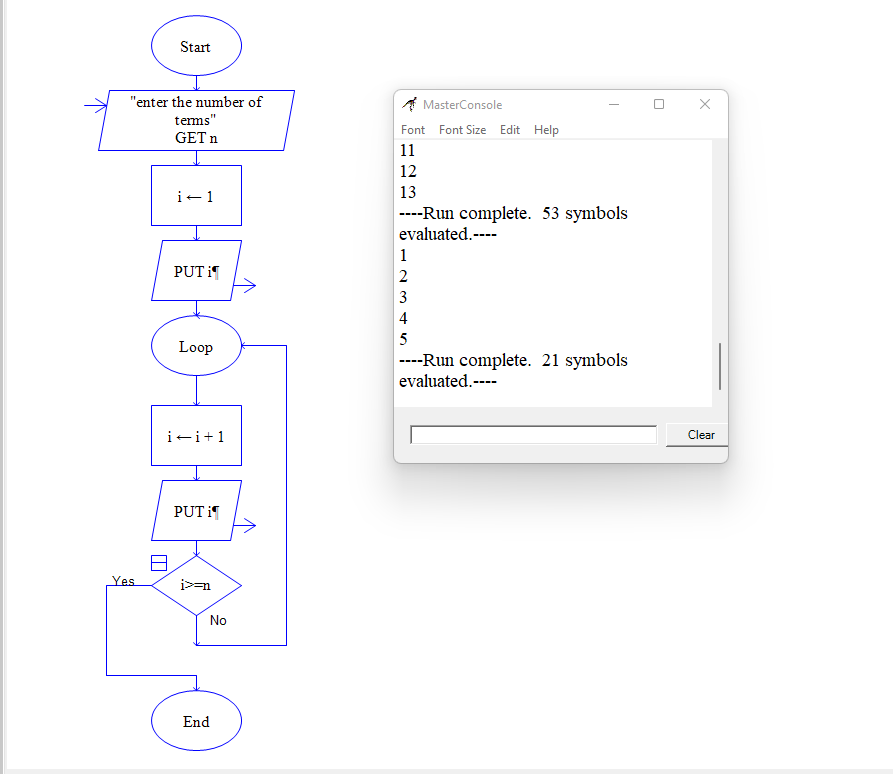 Start
"enter the number of
terms"
GET n
i ← 1
PUT i¶
Loop
i ← i + 1
PUT i¶
Yes
i>=n
No
End
MasterConsole
Font Font Size Edit Help
11
12
13
----Run complete. 53 symbols
evaluated.----
1
2
3
4
5
----Run complete. 21 symbols
evaluated.----
Clear